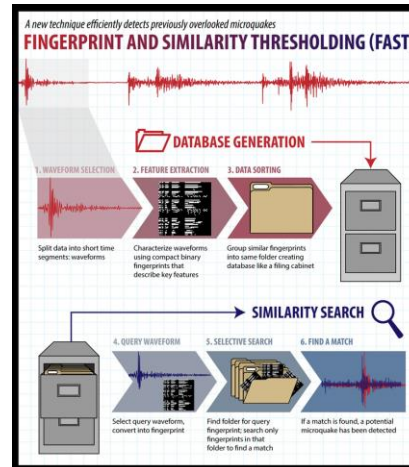 A new technique efficiently detects previously overlooked microquakes
FINGERPRINT AND SIMILARITY THRESHOLDING (FAST
DATABASE GENERATION
1. WAVEFORM SELECTION
2. FEATURE EXTRACTION
3. DATA SORTING
Split data into short time
segments: waveforms
Characterize waveforms
using compact binary
fingerprints that
describe key features
Group similar fingerprints
into same folder creating
database like a filing cabinet
SIMILARITY SEARCH
4. QUERY WAVEFORM
5. SELECTIVE SEARCH
6. FIND A MATCH
Select query waveform,
convert into fingerprint
Find folder for query
fingerprint; search only
fingerprints in that
folder to find a match
If a match is found, a potential
microquake has been detected